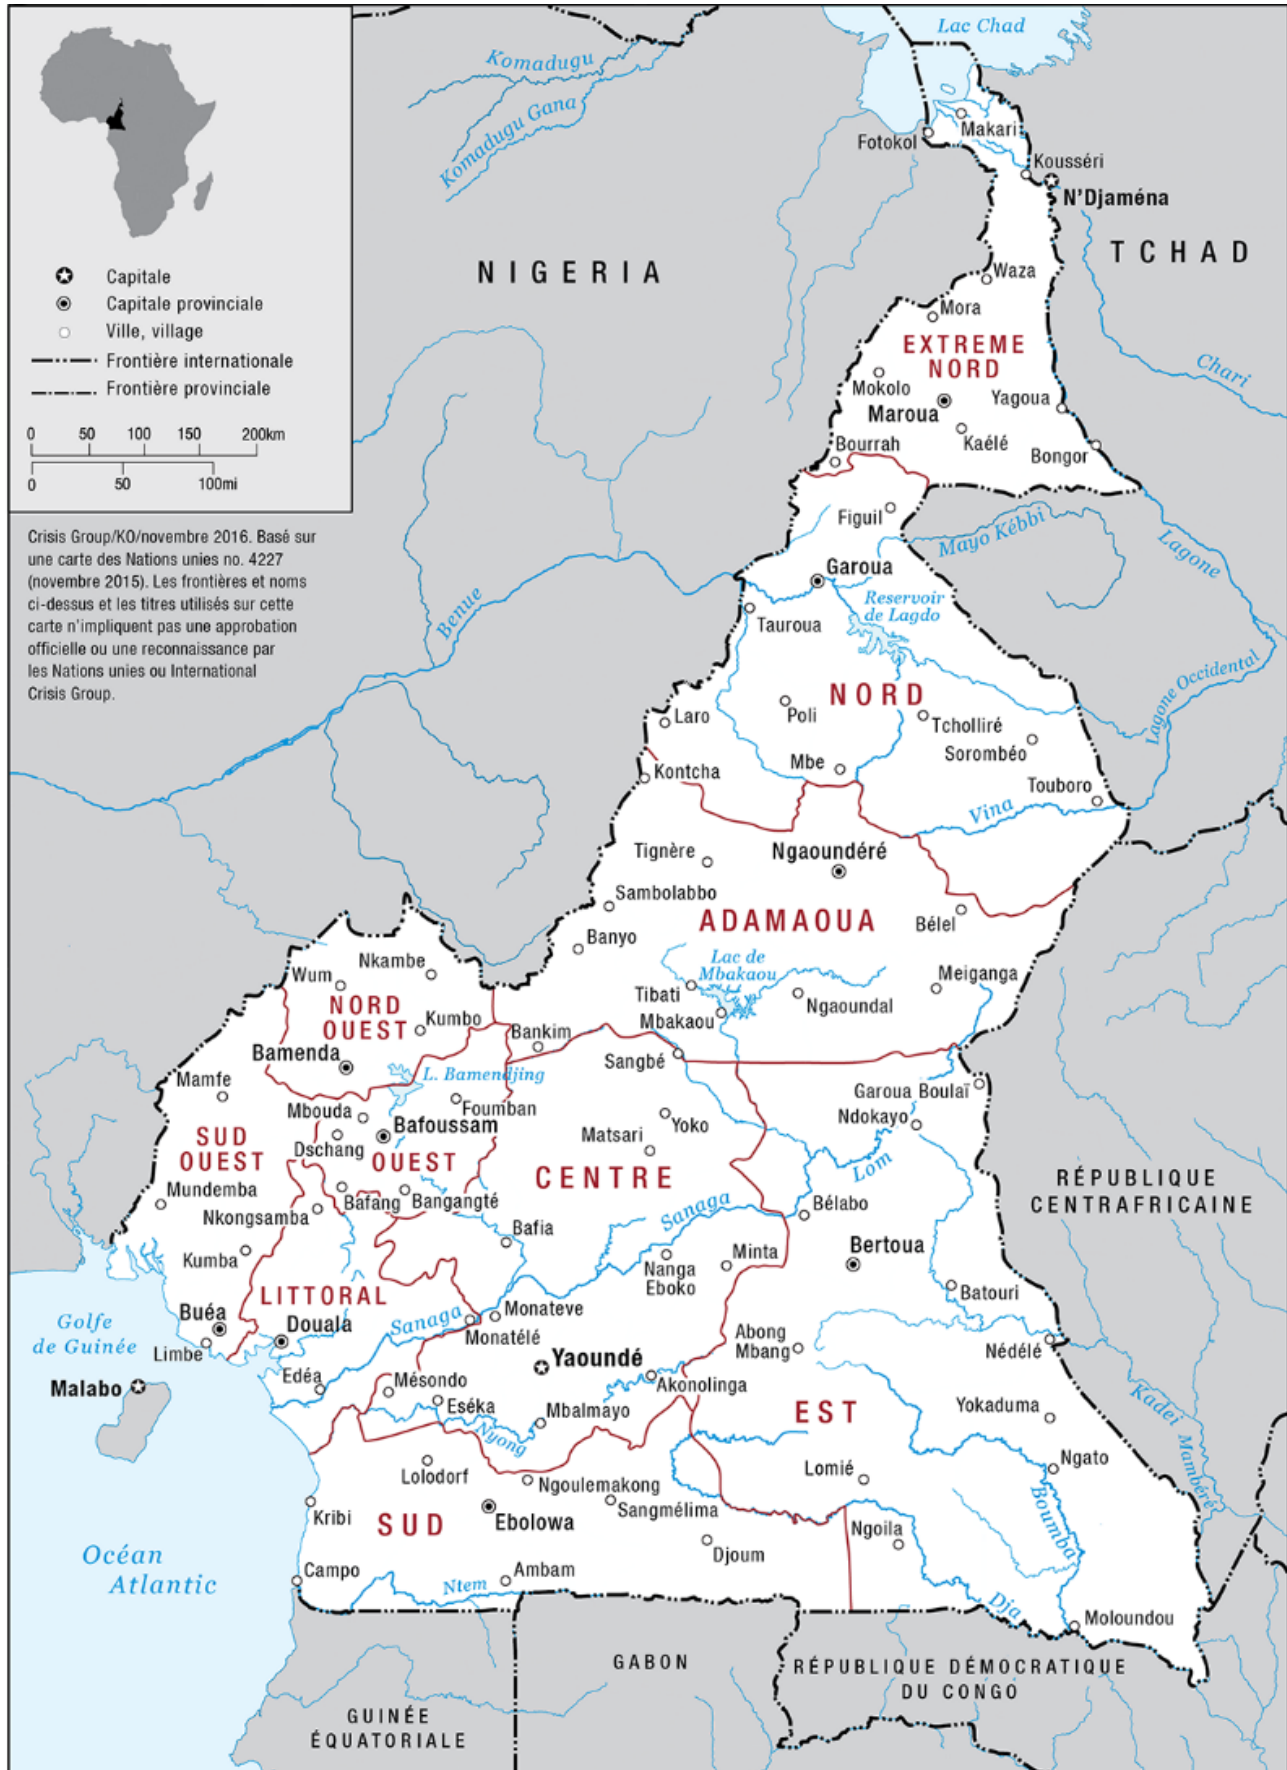 Capitale
Capitale provinciale
Ville, village
Frontière internationale
Frontière provinciale
0 50 100 150 200km
0 50 100mi
Crisis Group/KO/novembre 2016. Basé sur
une carte des Nations unies no. 4227
(novembre 2015). Les frontières et noms
ci-dessus et les titres utilisés sur cette
carte n'impliquent pas une approbation
officielle ou une reconnaissance par
les Nations unies ou International
Crisis Group.
Lac Chad
Komadugu
Komadugu Gana
Makari
Fotokol
Kousséri
N'Djaména
TCHAD
NIGERIA
Waza
Mora
EXTREME
NORD
Chari
Mokolo
Maroua
Yagoua
Kaélé
Bourrah
Bongor
Figuil
Mayo Kébbi
Lagone
Garoua
Benue
Reservoir
de Lagdo
Tauroua
Lagone Occidental
NORD
Poli
Laro
Tcholliré
Sorombéo
Mbe
Kontcha
Touboro
Vina
Tignère
Ngaoundéré
Sambolabbo
ADAMAOUA
Bélel
Banyo
Lac de
Mbakaou
Nkambe
Wum
Meiganga
Tibati
Ngaoundal
NORD
OUEST
Kumbo
Mbakaou
Bankim
Bamenda
Sangbé
L. Bamendjing
Mamfe
Garoua Boulaï
Mbouda
Foumban
Ndokayo
Bafoussam
Yoko
Matsari
Dschang
SUD
OUEST
OUEST
CENTRE
Lom
RÉPUBLIQUE
CENTRAFRICAINE
Mundemba
Bafang
Bangangté
Nkongsamba
Sanaga
Bélabo
Bafia
Kumba
Minta
Bertoua
Nanga
Eboko
LITTORAL
Batouri
Buéa
Douala
Sanaga
Monateve
Monatélé
Golfe
de Guinée
Limbe
Abong
Mbang
Nédélé
Malabo
Edéa
Mésondo
Yaoundé
Akonolinga
Eséka
Mbalmayo
EST
Yokaduma
Kadei
Nyong
Mambéré
Lolodorf
Ngoulemakong
Lomié
Ngato
Sangmélima
Kribi
SUD
Ebolowa
Boumba
Ngoila
Djoum
Océan
Atlantic
Campo
Ntem
Ambam
Dja
Moloundou
GABON
RÉPUBLIQUE DÉMOCRATIQUE
DU CONGO
GUINÉE
ÉQUATORIALE